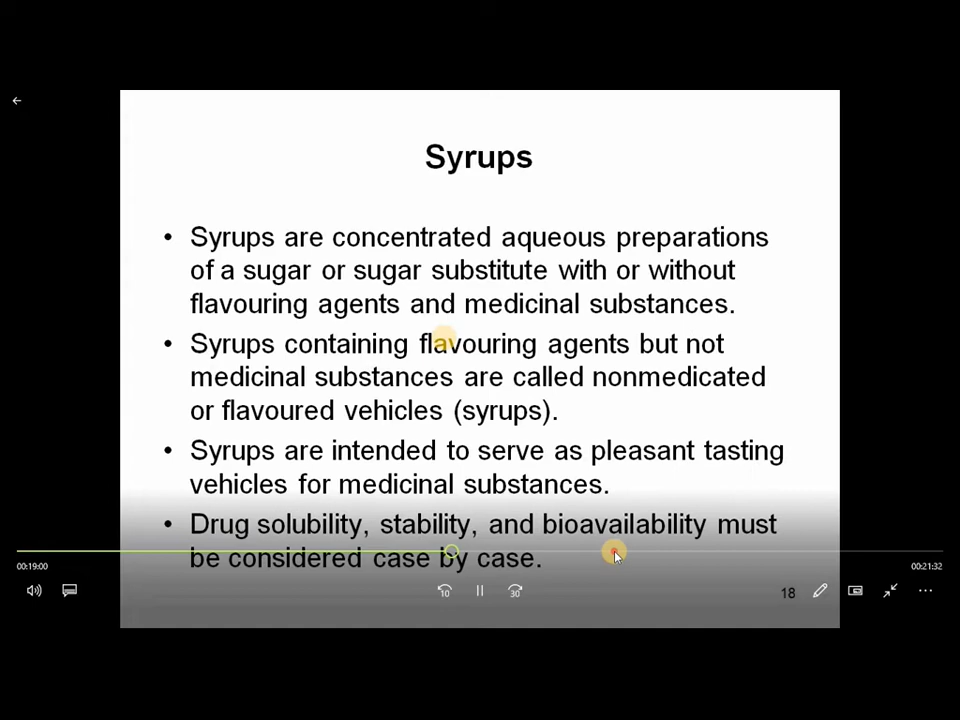 Syrups
• Syrups are concentrated aqueous preparations
of a sugar or sugar substitute with or without
flavouring agents and medicinal substances.
• Syrups containing flavouring agents but not
medicinal substances are called nonmedicated
or flavoured vehicles (syrups).
• Syrups are intended to serve as pleasant tasting
vehicles for medicinal substances.
• Drug solubility, stability, and bioavailability must
be considered case by case.
00:19:00
00:21:32
10
30
18